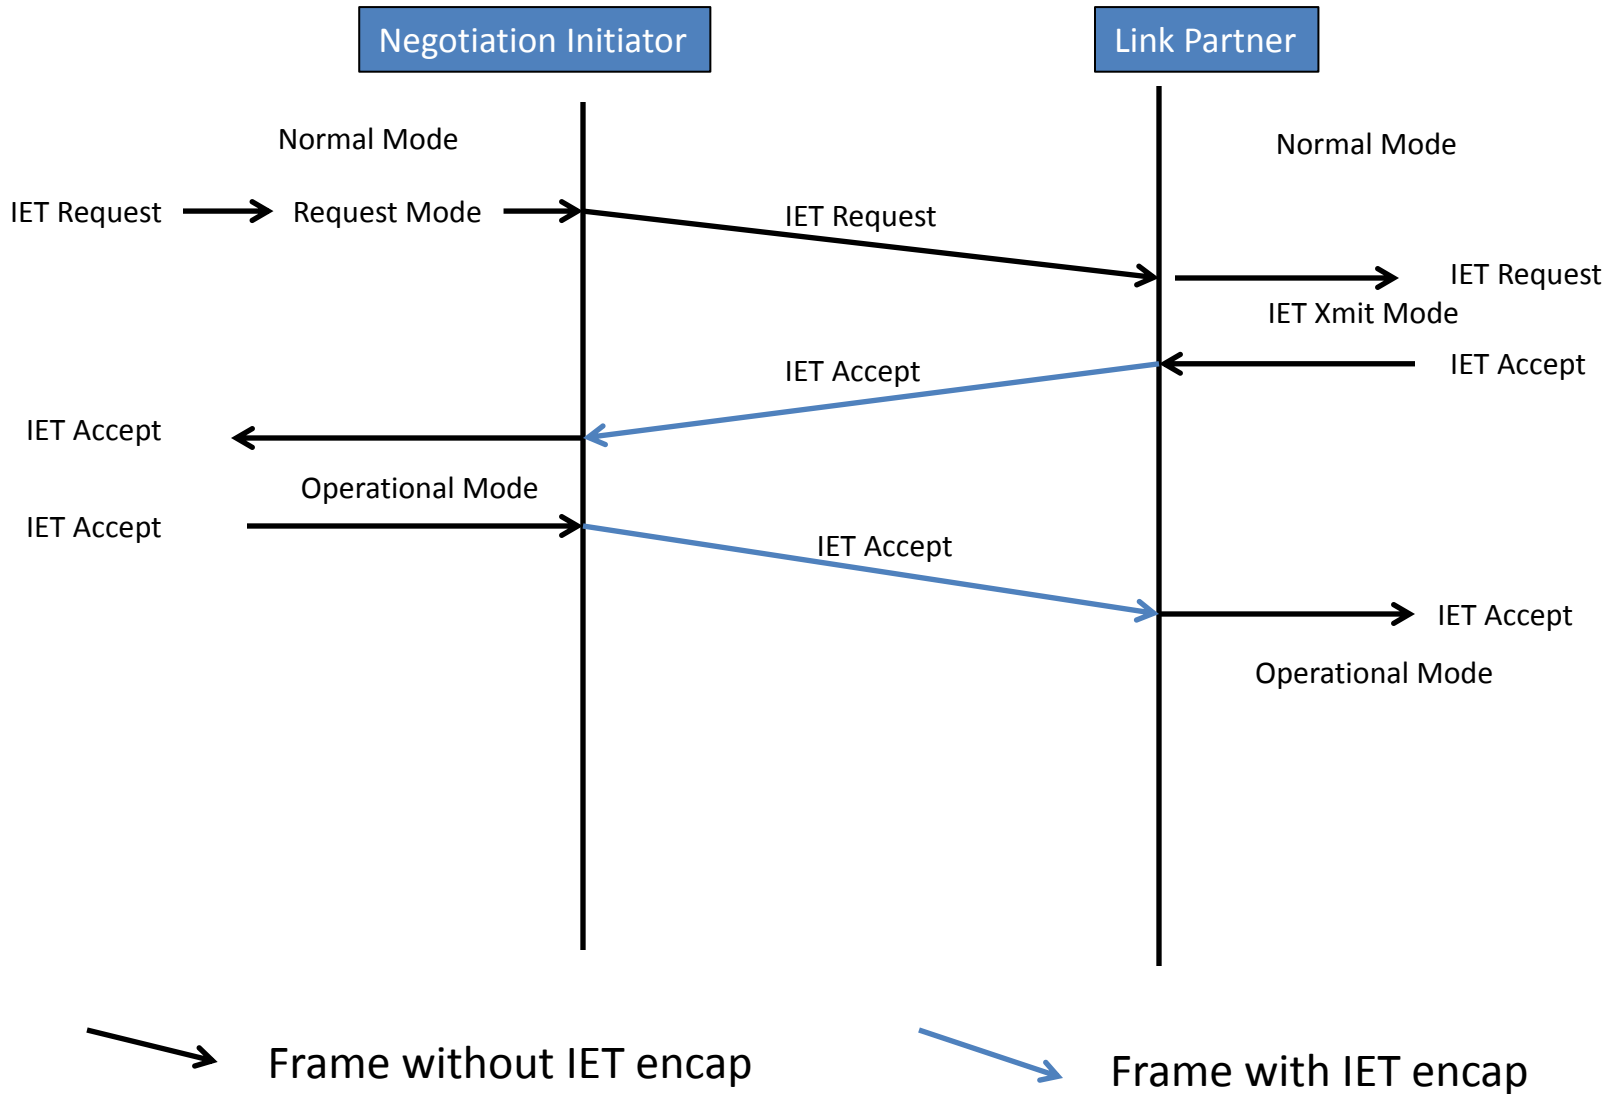 Negotiation Initiator
Link Partner
Normal Mode
Normal Mode
IET Request
Request Mode
IET Request
IET Request
IET Xmit Mode
IET Accept
IET Accept
IET Accept
Operational Mode
IET Accept
IET Accept
IET Accept
Operational Mode
Frame without IET encap
Frame with IET encap